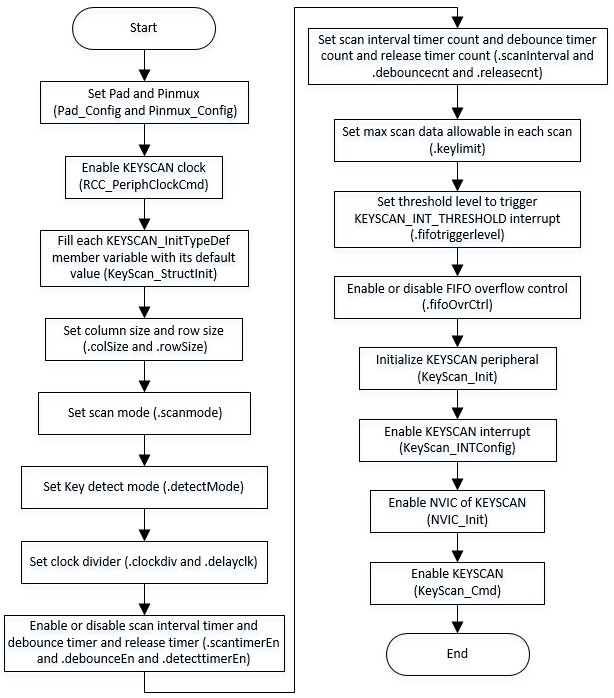 Start
Set Pad and Pinmux
(Pad_Config and Pinmux_Config)
Enable KEYSCAN clock
(RCC_PeriphClockCmd)
Fill each KEYSCAN_InitTypeDef
member variable with its default
value (KeyScan_StructInit)
Set column size and row size
(.colSize and .rowSize)
Set scan mode (.scanmode)
Set Key detect mode (.detectMode)
Set clock divider (.clockdiv and .delayclk)
Enable or disable scan interval timer and
debounce timer and release timer (.scantimerEn
and .debounceEn and .detecttimerEn)
Set scan interval timer count and debounce timer
count and release timer count (.scanInterval and
.debouncecnt and .releasecnt)
Set max scan data allowable in each scan
(.keylimit)
Set threshold level to trigger
KEYSCAN_INT_THRESHOLD interrupt
(.fifotriggerlevel)
Enable or disable FIFO overflow control
(.fifoOvrCtrl)
Initialize KEYSCAN peripheral
(KeyScan_Init)
Enable KEYSCAN interrupt
(KeyScan_INTConfig)
Enable NVIC of KEYSCAN
(NVIC_Init)
Enable KEYSCAN
(KeyScan_Cmd)
End